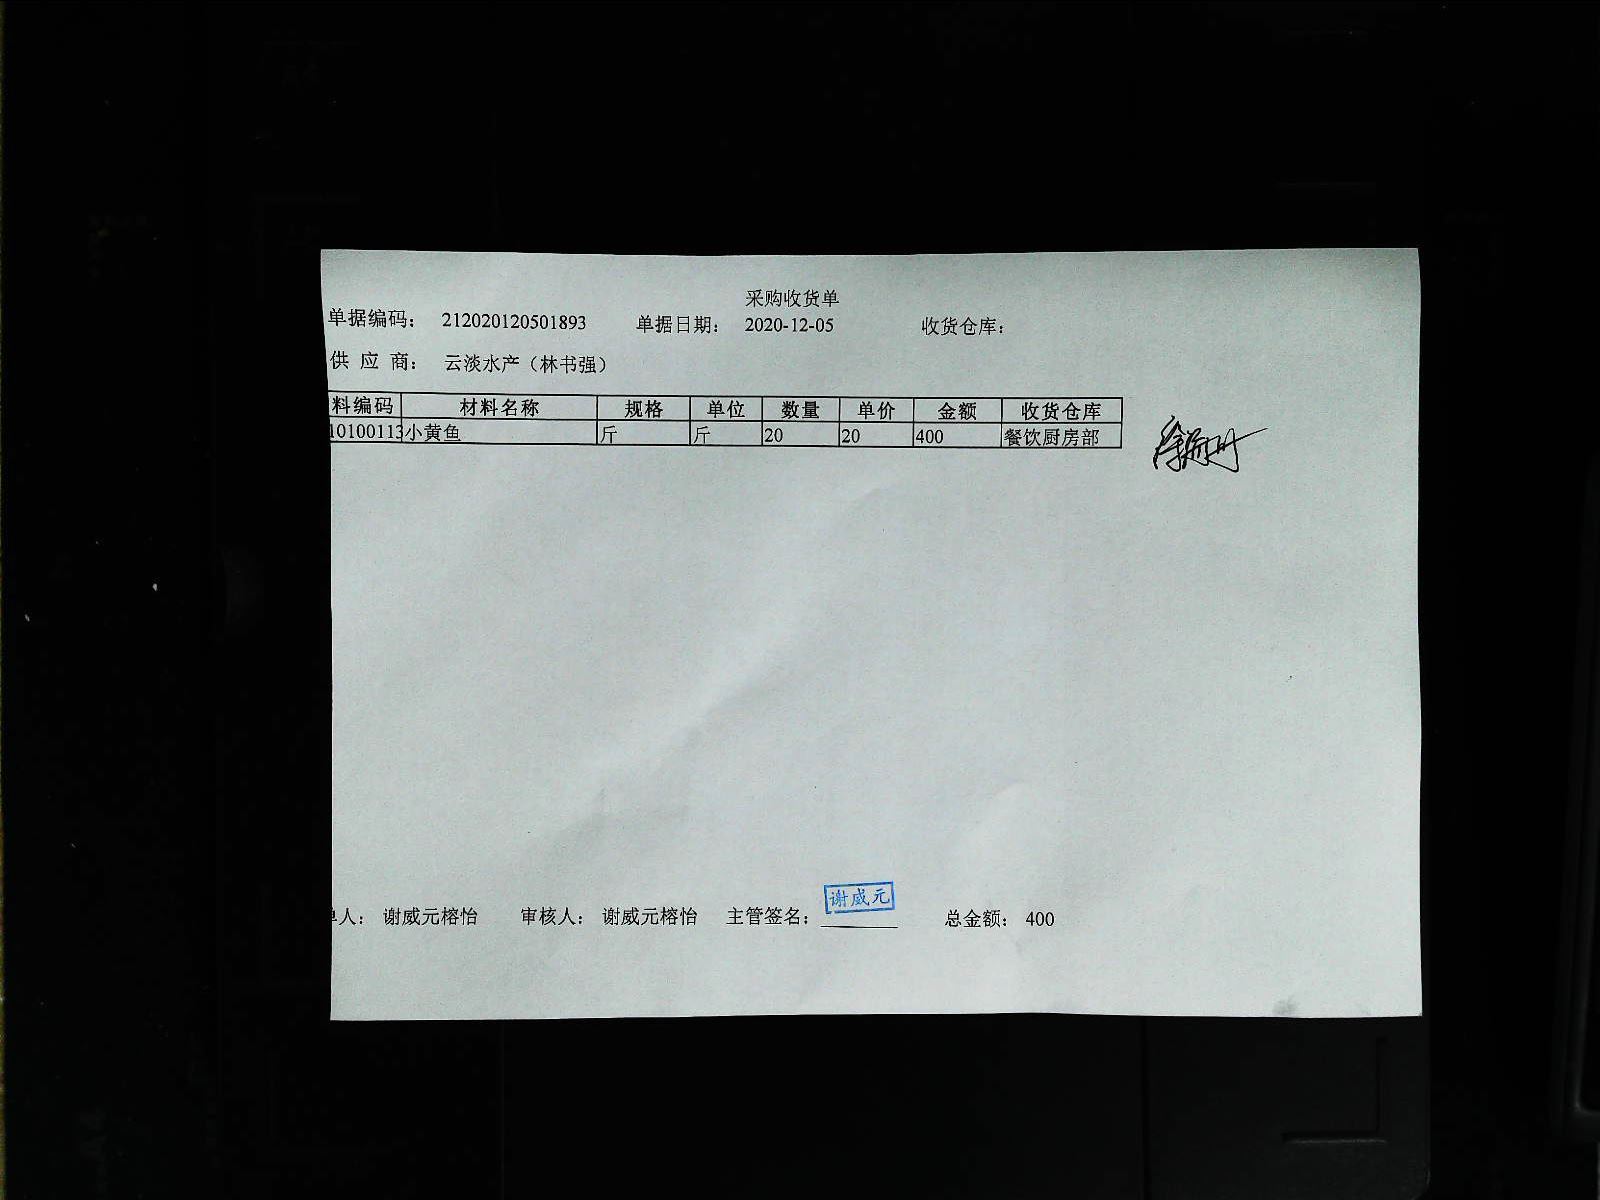 采购收货单
单据编码： 212020120501893 单据日期： 2020-12-05 收货仓库：
供 应 商： 云淡水产（林书强）
料编码 材料名称 规格 单位 数量 单价 金额 收货仓库
10100113 小黄鱼 斤 斤 20 20 400 餐饮厨房部
谢威元
人： 谢威元榕怡 审核人： 谢威元榕怡 主管签名： 总金额： 400